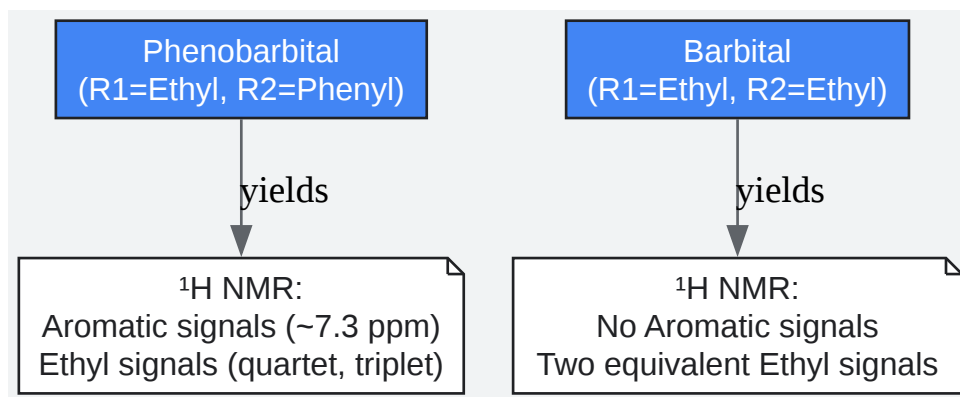 Phenobarbital
(R1=Ethyl, R2=Phenyl)
yields
¹H NMR:
Aromatic signals (~7.3 ppm)
Ethyl signals (quartet, triplet)
Barbital
(R1=Ethyl, R2=Ethyl)
yields
¹H NMR:
No Aromatic signals
Two equivalent Ethyl signals